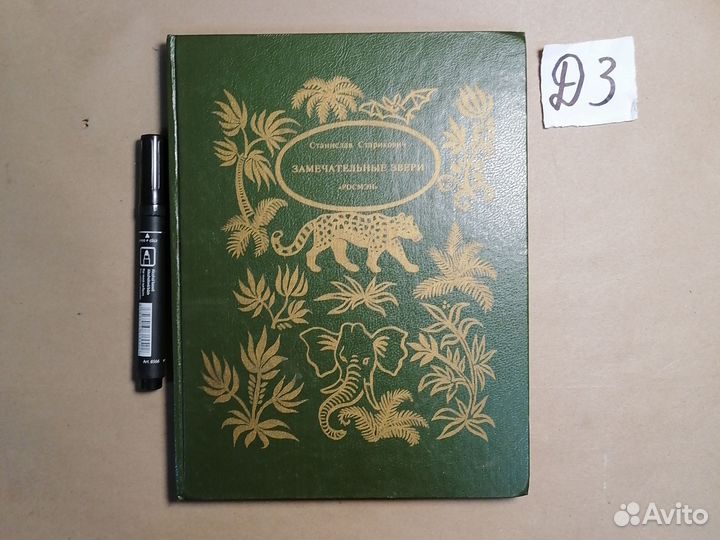 Станислав Старикович
ЗАМЕЧАТЕЛЬНЫЕ ЗВЕРИ
«РОСМЭН»
Д3
Avito